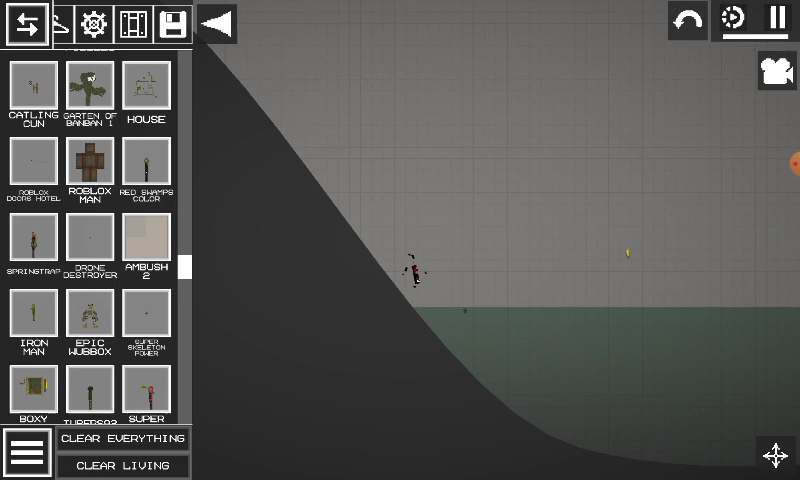 CATLING
GUN
GARTEN OF
BANBAN 1
HOUSE
ROBLOX
DOORS HOTEL
ROBLOX
MAN
RED SWAMPS
COLOR
SPRINGTRAP
DRONE
DESTROYER
AMBUSH
2
IRON
MAN
EPIC
WUBBOX
SUPER
SKELETON
POWER
BOXY
SUPER
CLEAR EVERYTHING
CLEAR LIVING